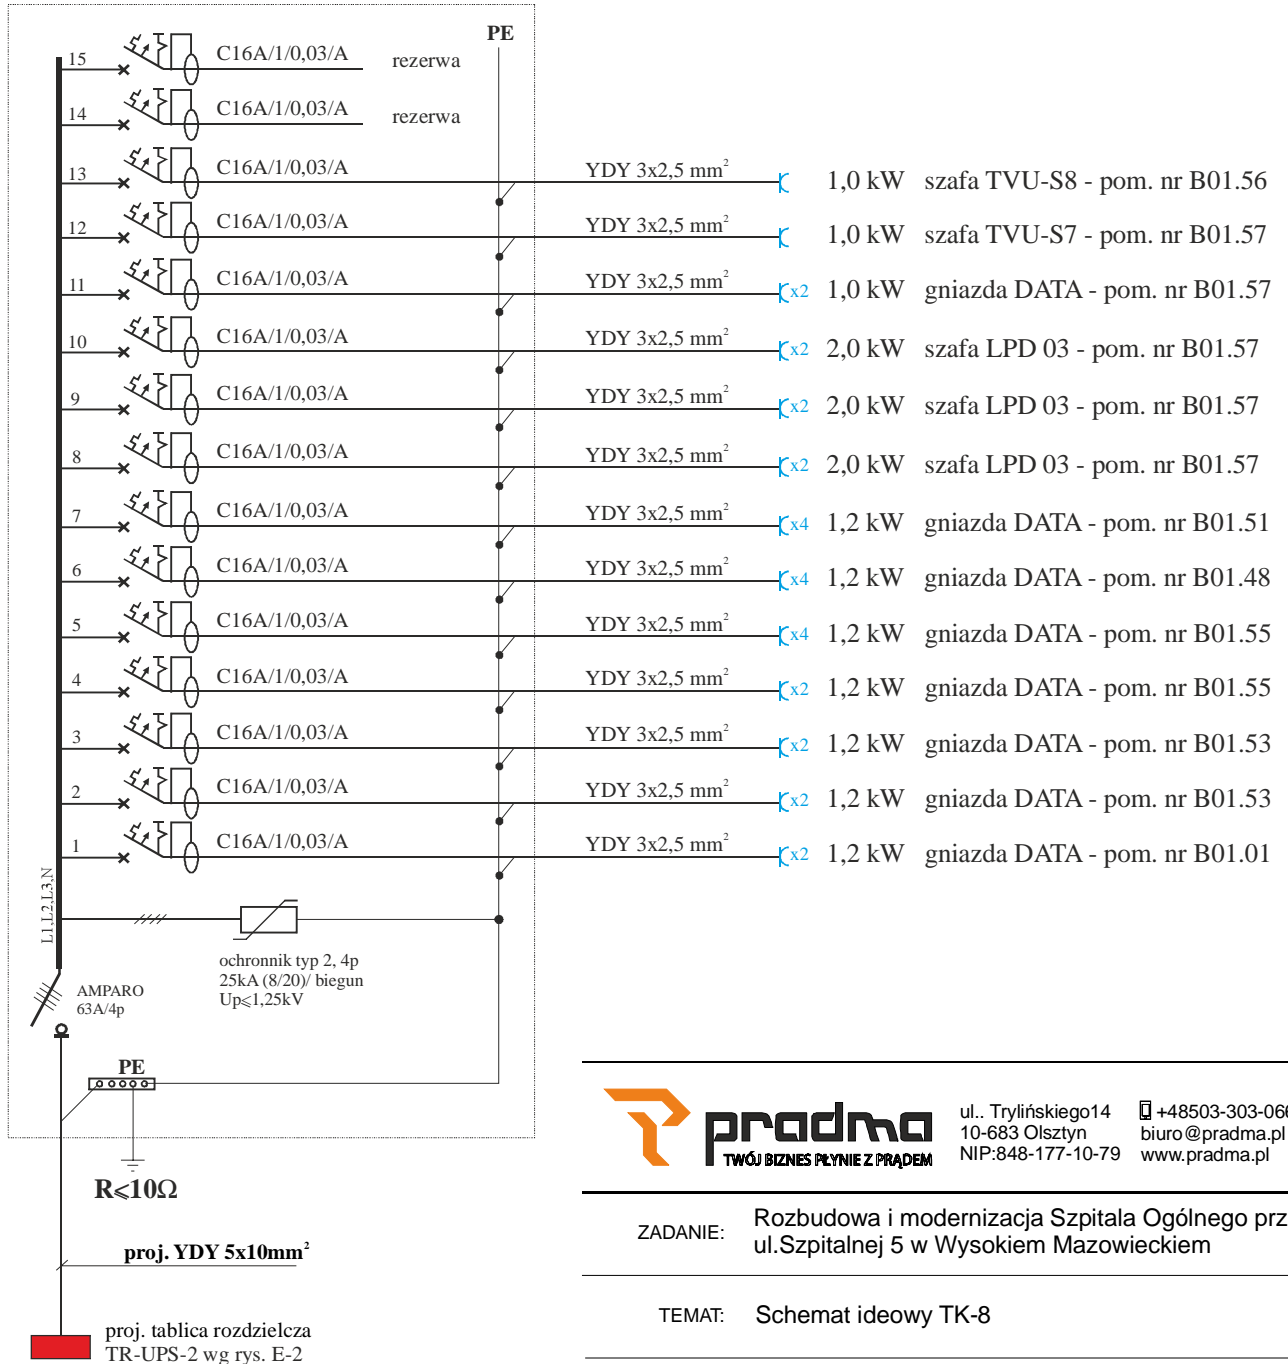 PE
15 C16A/1/0,03/A rezerwa
14 C16A/1/0,03/A rezerwa
13 C16A/1/0,03/A YDY 3x2,5 mm² 1,0 kW szafa TVU-S8 - pom. nr B01.56
12 C16A/1/0,03/A YDY 3x2,5 mm² 1,0 kW szafa TVU-S7 - pom. nr B01.57
11 C16A/1/0,03/A YDY 3x2,5 mm² x2 1,0 kW gniazda DATA - pom. nr B01.57
10 C16A/1/0,03/A YDY 3x2,5 mm² x2 2,0 kW szafa LPD 03 - pom. nr B01.57
9 C16A/1/0,03/A YDY 3x2,5 mm² x2 2,0 kW szafa LPD 03 - pom. nr B01.57
8 C16A/1/0,03/A YDY 3x2,5 mm² x2 2,0 kW szafa LPD 03 - pom. nr B01.57
7 C16A/1/0,03/A YDY 3x2,5 mm² x4 1,2 kW gniazda DATA - pom. nr B01.51
6 C16A/1/0,03/A YDY 3x2,5 mm² x4 1,2 kW gniazda DATA - pom. nr B01.48
5 C16A/1/0,03/A YDY 3x2,5 mm² x4 1,2 kW gniazda DATA - pom. nr B01.55
4 C16A/1/0,03/A YDY 3x2,5 mm² x2 1,2 kW gniazda DATA - pom. nr B01.55
3 C16A/1/0,03/A YDY 3x2,5 mm² x2 1,2 kW gniazda DATA - pom. nr B01.53
2 C16A/1/0,03/A YDY 3x2,5 mm² x2 1,2 kW gniazda DATA - pom. nr B01.53
1 C16A/1/0,03/A YDY 3x2,5 mm² x2 1,2 kW gniazda DATA - pom. nr B01.01
L1,L2,L3,N
ochronnik typ 2, 4p
25kA (8/20)/ biegun
Up⩽1,25kV
AMPARO
63A/4p
PE
R⩽10Ω
proj. YDY 5x10mm²
proj. tablica rozdzielcza
TR-UPS-2 wg rys. E-2
pradma
TWÓJ BIZNES PŁYNIE Z PRĄDEM
ul.. Trylińskiego14
10-683 Olsztyn
NIP:848-177-10-79
+48503-303-066
biuro@pradma.pl
www.pradma.pl
ZADANIE: Rozbudowa i modernizacja Szpitala Ogólnego prz
ul.Szpitalnej 5 w Wysokiem Mazowieckiem
TEMAT: Schemat ideowy TK-8